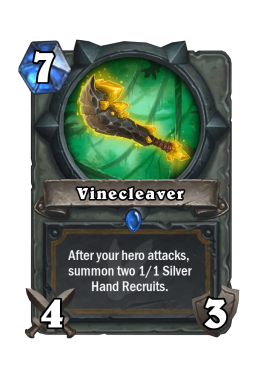 7
Vinecleaver
After your hero attacks,
summon two 1/1 Silver
Hand Recruits.
4
3